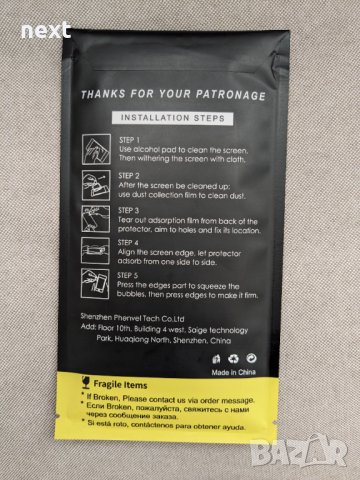 next
THANKS FOR YOUR PATRONAGE
INSTALLATION STEPS
STEP 1
Use alcohol pad to clean the screen,
Then withering the screen with cloth,
STEP 2
After the screen be cleaned up:
use dust collection film to clean dust.
STEP 3
Tear out adsorption film from back of the
protector, aim to holes and fix its location.
STEP 4
Align the screen edge, let protector
adsorb from one side to side.
STEP 5
Press the edges part to squeeze the
bubbles, then press edges to make it firm.
Shenzhen Phenvel Tech Co.Ltd
Add: Floor 10th, Building 4 west, Saige technology
Park, Huaqiang North, Shenzhen, China
Made in China
Fragile Items
* If Broken, Please contact us via order message.
* Если Broken, пожалуйста, свяжитесь с нами
через сообщение заказа.
* Si está roto, contáctenos para obtener ayuda.
BAZAR.bg